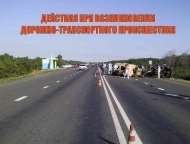 ДЕЙСТВИЯ ПРИ ВОЗНИКНОВЕНИИ
ДОРОЖНО-ТРАНСПОРТНОГО ПРОИСШЕСТВИЯ